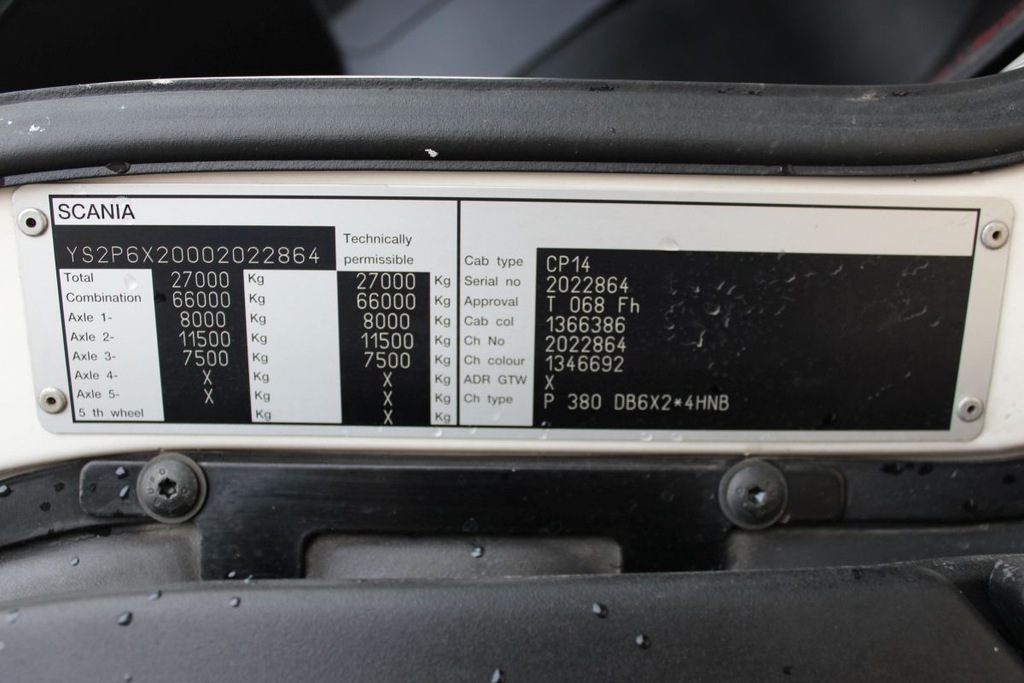 SCANIA
YS2P6X20002022864
Technically
permissible
Total 27000 Kg 27000 Kg
Combination 66000 Kg 66000 Kg
Axle 1- 8000 Kg 8000 Kg
Axle 2- 11500 Kg 11500 Kg
Axle 3- 7500 Kg 7500 Kg
Axle 4- X Kg X Kg
Axle 5- X Kg X Kg
5 th wheel Kg X Kg
Cab type CP14
Serial no 2022864
Approval T 068 Fh
Cab col 1366386
Ch No 2022864
Ch colour 1346692
ADR GTW X
Ch type P 380 DB6X2*4HNB